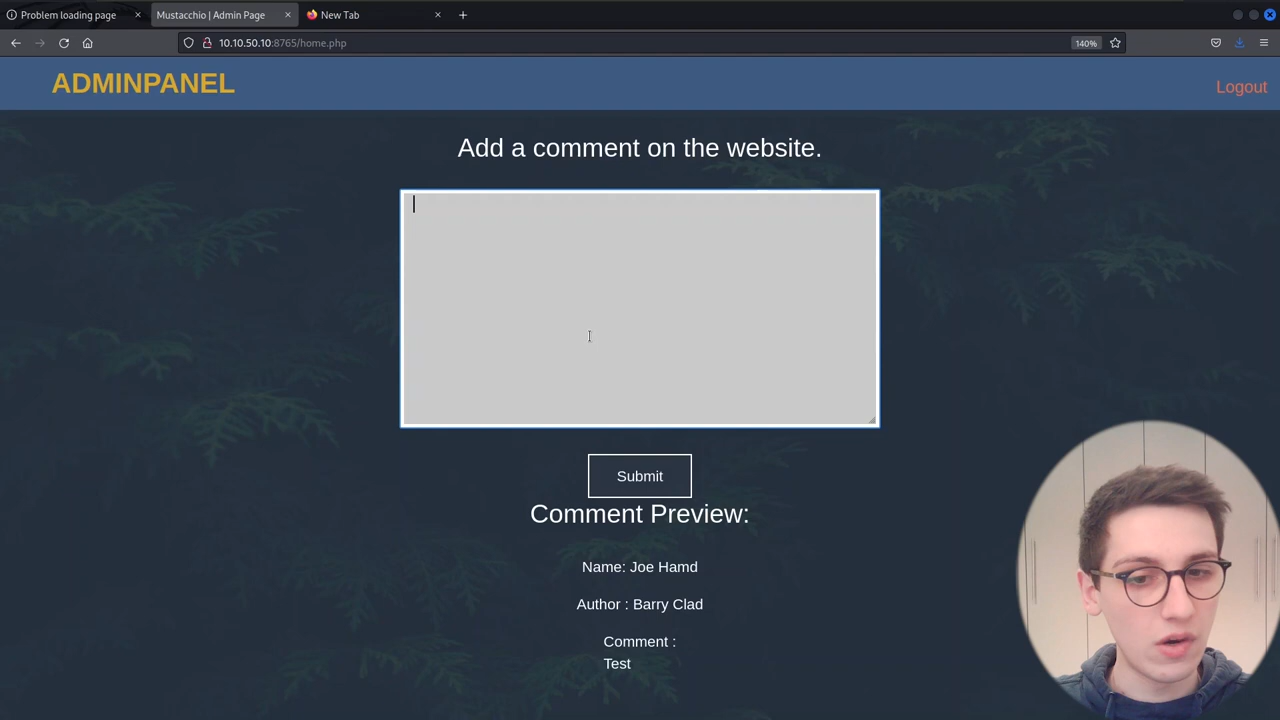 Problem loading page
Mustacchio | Admin Page
New Tab
10.10.50.10:8765/home.php
140%
ADMINPANEL
Logout
Add a comment on the website.
Submit
Comment Preview:
Name: Joe Hamd
Author : Barry Clad
Comment :
Test